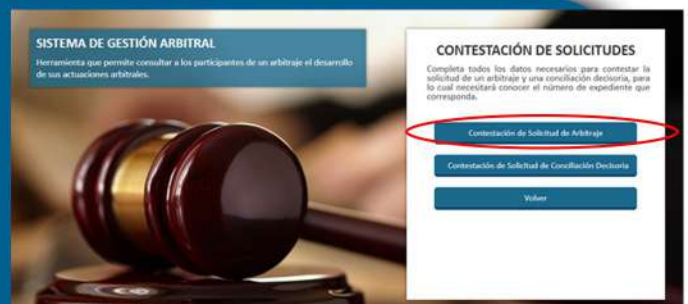 SISTEMA DE GESTIÓN ARBITRAL
Herramienta que permite consultar a los participantes de un arbitraje el desarrollo
de sus actuaciones arbitrales.
CONTESTACIÓN DE SOLICITUDES
Completa todos los datos necesarios para contestar la
solicitud de un arbitraje y una conciliación decisoria, para
lo cual necesitará conocer el número de expediente que
corresponda.
Contestación de Solicitud de Arbitraje
Contestación de Solicitud de Conciliación Decisoria
Volver